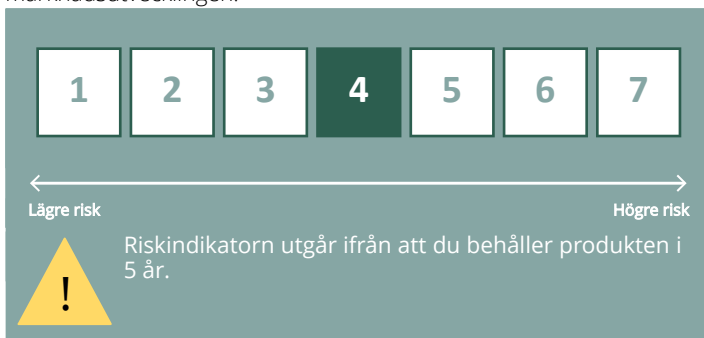 marknadsutvecklingen.
1 2 3 4 5 6 7
Lägre risk Högre risk
Riskindikatorn utgår ifrån att du behåller produkten i
5 år.
!